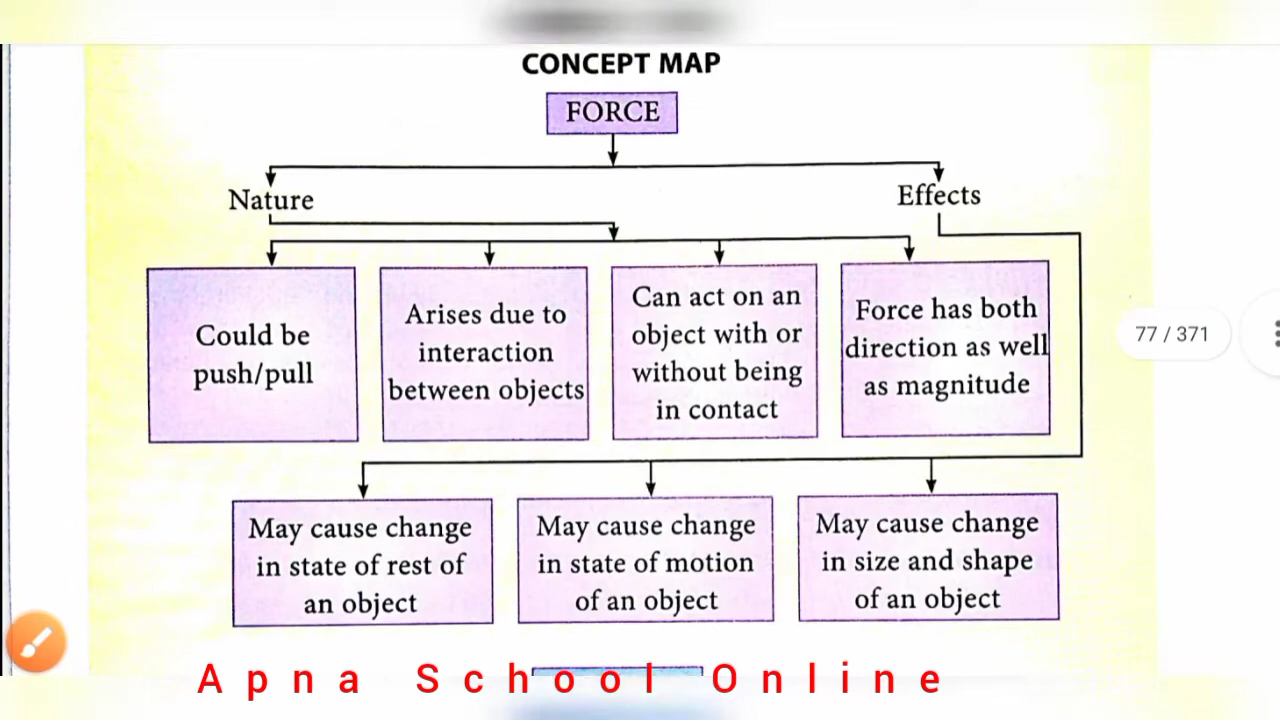 CONCEPT MAP
FORCE
Nature
Effects
Could be
push/pull
Arises due to
interaction
between objects
Can act on an
object with or
without being
in contact
Force has both
direction as well
as magnitude
77 / 371
May cause change
in state of rest of
an object
May cause change
in state of motion
of an object
May cause change
in size and shape
of an object
Apna School Online